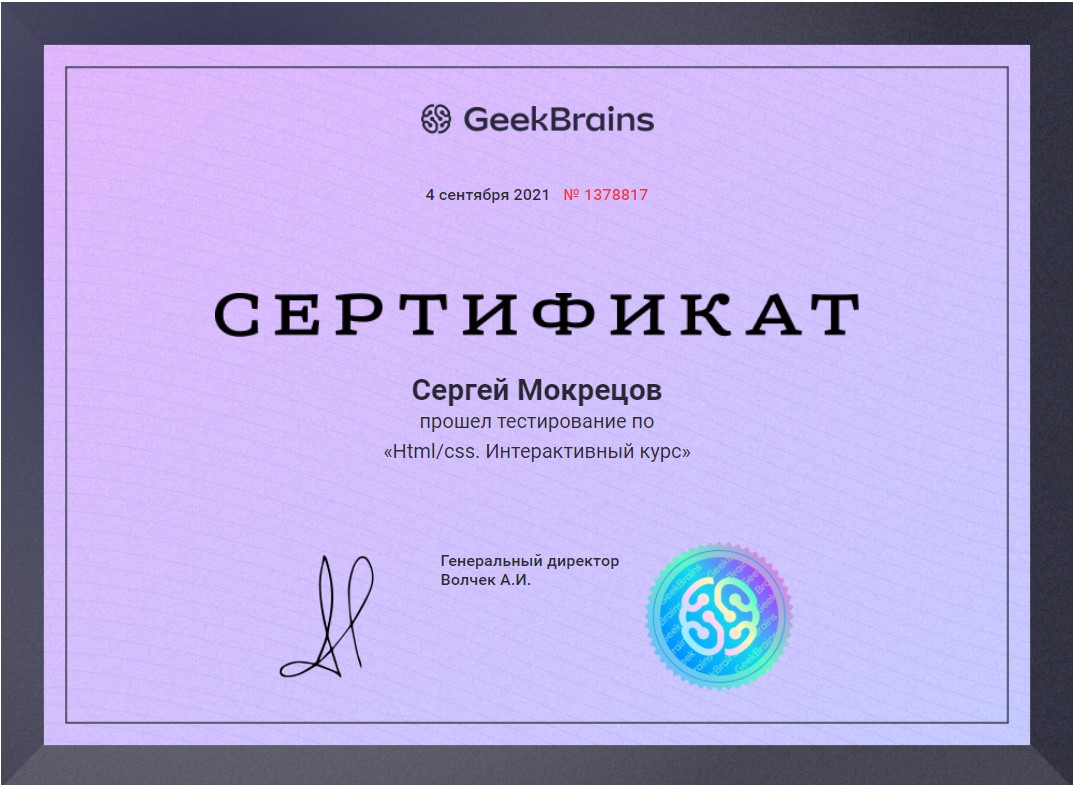 GeekBrains
4 сентября 2021 № 1378817
СЕРТИФИКАТ
Сергей Мокрецов
прошел тестирование по
«Html/css. Интерактивный курс»
Генеральный директор
Волчек А.И.
GeekBrains